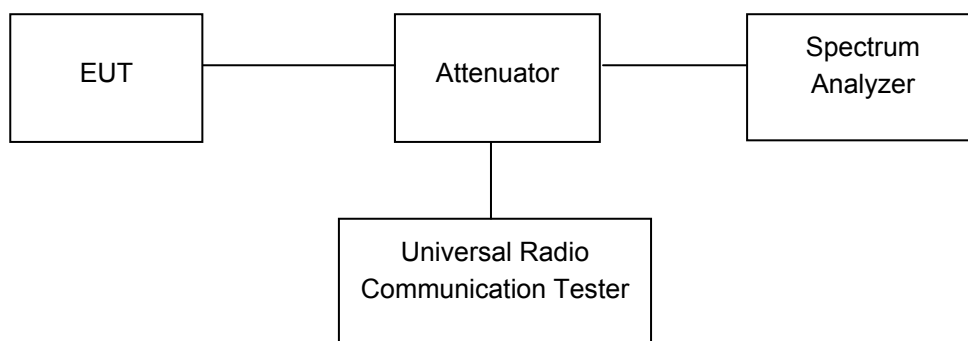 EUT
Attenuator
Spectrum
Analyzer
Universal Radio
Communication Tester